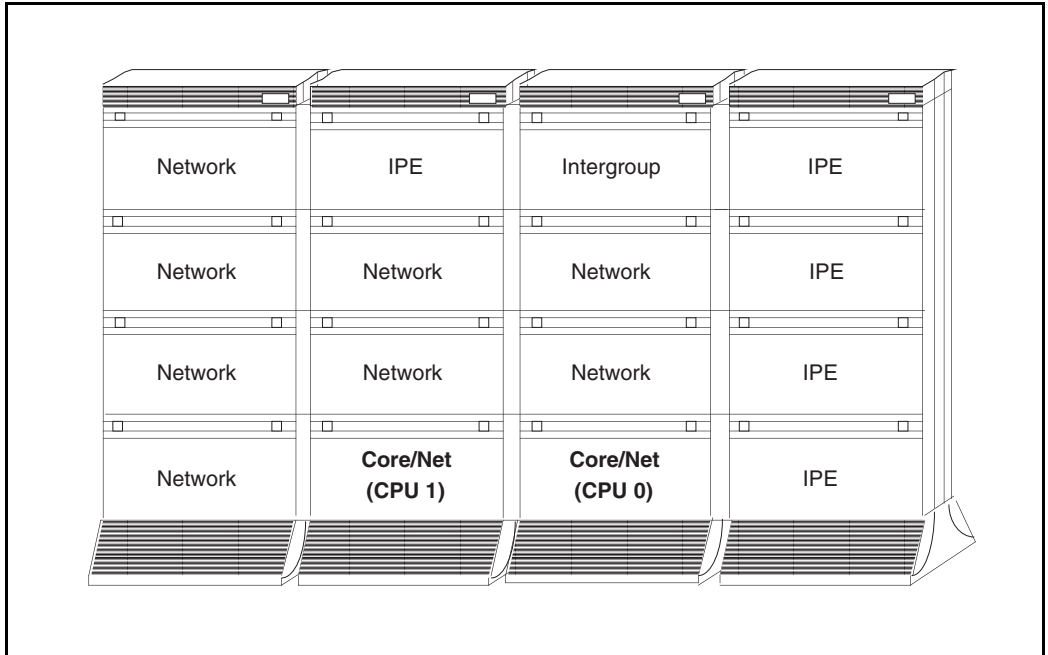 Network
IPE
Intergroup
IPE
Network
Network
Network
IPE
Network
Network
Network
IPE
Network
Core/Net
(CPU 1)
Core/Net
(CPU 0)
IPE